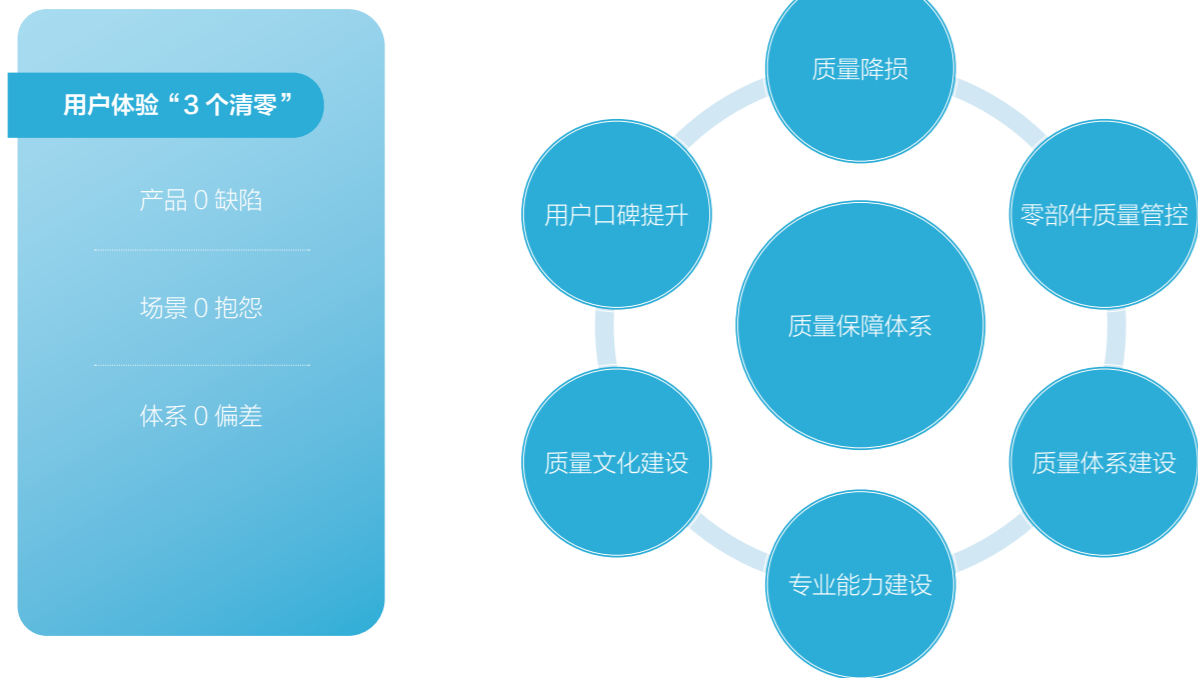 用户体验“3 个清零”
产品 0 缺陷
场景 0 抱怨
体系 0 偏差
质量降损
用户口碑提升
零部件质量管控
质量保障体系
质量文化建设
质量体系建设
专业能力建设